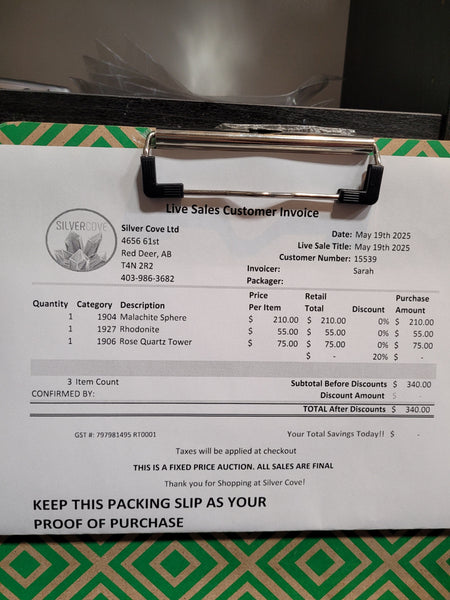 Live Sales Customer Invoice
SILVERCOVE
Silver Cove Ltd
4656 61st
Red Deer, AB
T4N 2R2
403-986-3682
Date: May 19th 2025
Live Sale Title: May 19th 2025
Customer Number: 15539
Invoicer: Sarah
Packager:
Quantity Category Description Price Per Item Retail Total Discount Purchase Amount
1 1904 Malachite Sphere $ 210.00 $ 210.00 0% $ 210.00
1 1927 Rhodonite $ 55.00 $ 55.00 0% $ 55.00
1 1906 Rose Quartz Tower $ 75.00 $ 75.00 0% $ 75.00
$ - 20% $ -
3 Item Count Subtotal Before Discounts $ 340.00
CONFIRMED BY: Discount Amount $
TOTAL After Discounts $ 340.00
GST #: 797981495 RT0001 Your Total Savings Today!! $ -
Taxes will be applied at checkout
THIS IS A FIXED PRICE AUCTION. ALL SALES ARE FINAL
Thank you for Shopping at Silver Cove!
KEEP THIS PACKING SLIP AS YOUR
PROOF OF PURCHASE